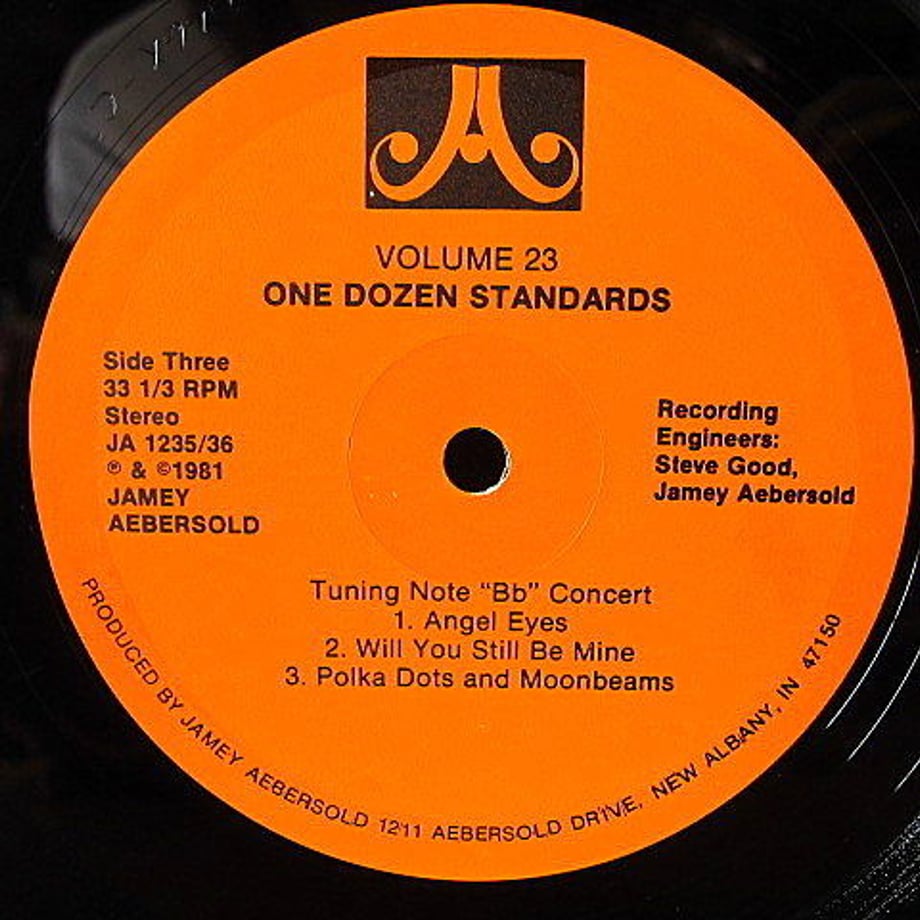 JA
VOLUME 23
ONE DOZEN STANDARDS
Side Three
33 1/3 RPM
Stereo
JA 1235/36
℗ & ©1981
JAMEY
AEBERSOLD
Recording
Engineers:
Steve Good,
Jamey Aebersold
Tuning Note “Bb” Concert
1. Angel Eyes
2. Will You Still Be Mine
3. Polka Dots and Moonbeams
PRODUCED BY JAMEY AEBERSOLD 1211 AEBERSOLD DRIVE, NEW ALBANY, IN 47150